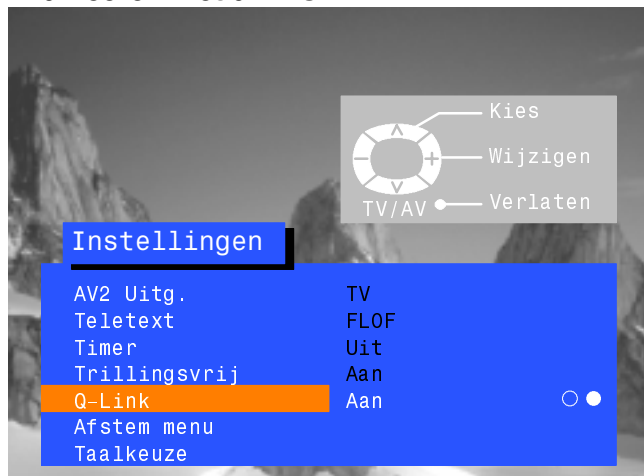 Kies
Wijzigen
TV/AV Verlaten
Instellingen
AV2 Uitg. TV
Teletext FLOF
Timer Uit
Trillingsvrij Aan
Q-Link Aan
Afstem menu
Taalkeuze